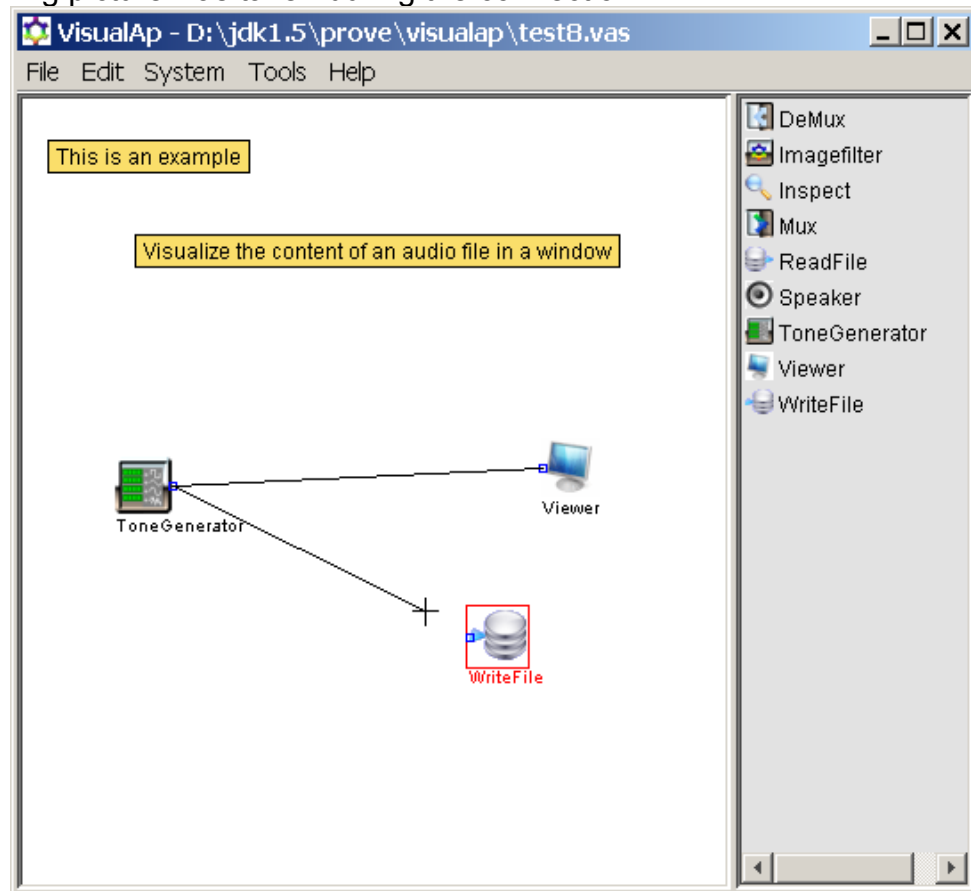 VisualAp - D:\jdk1.5\prove\visualap\test8.vas
File Edit System Tools Help
This is an example
Visualize the content of an audio file in a window
ToneGenerator
Viewer
WriteFile
DeMux
Imagefilter
Inspect
Mux
ReadFile
Speaker
ToneGenerator
Viewer
WriteFile